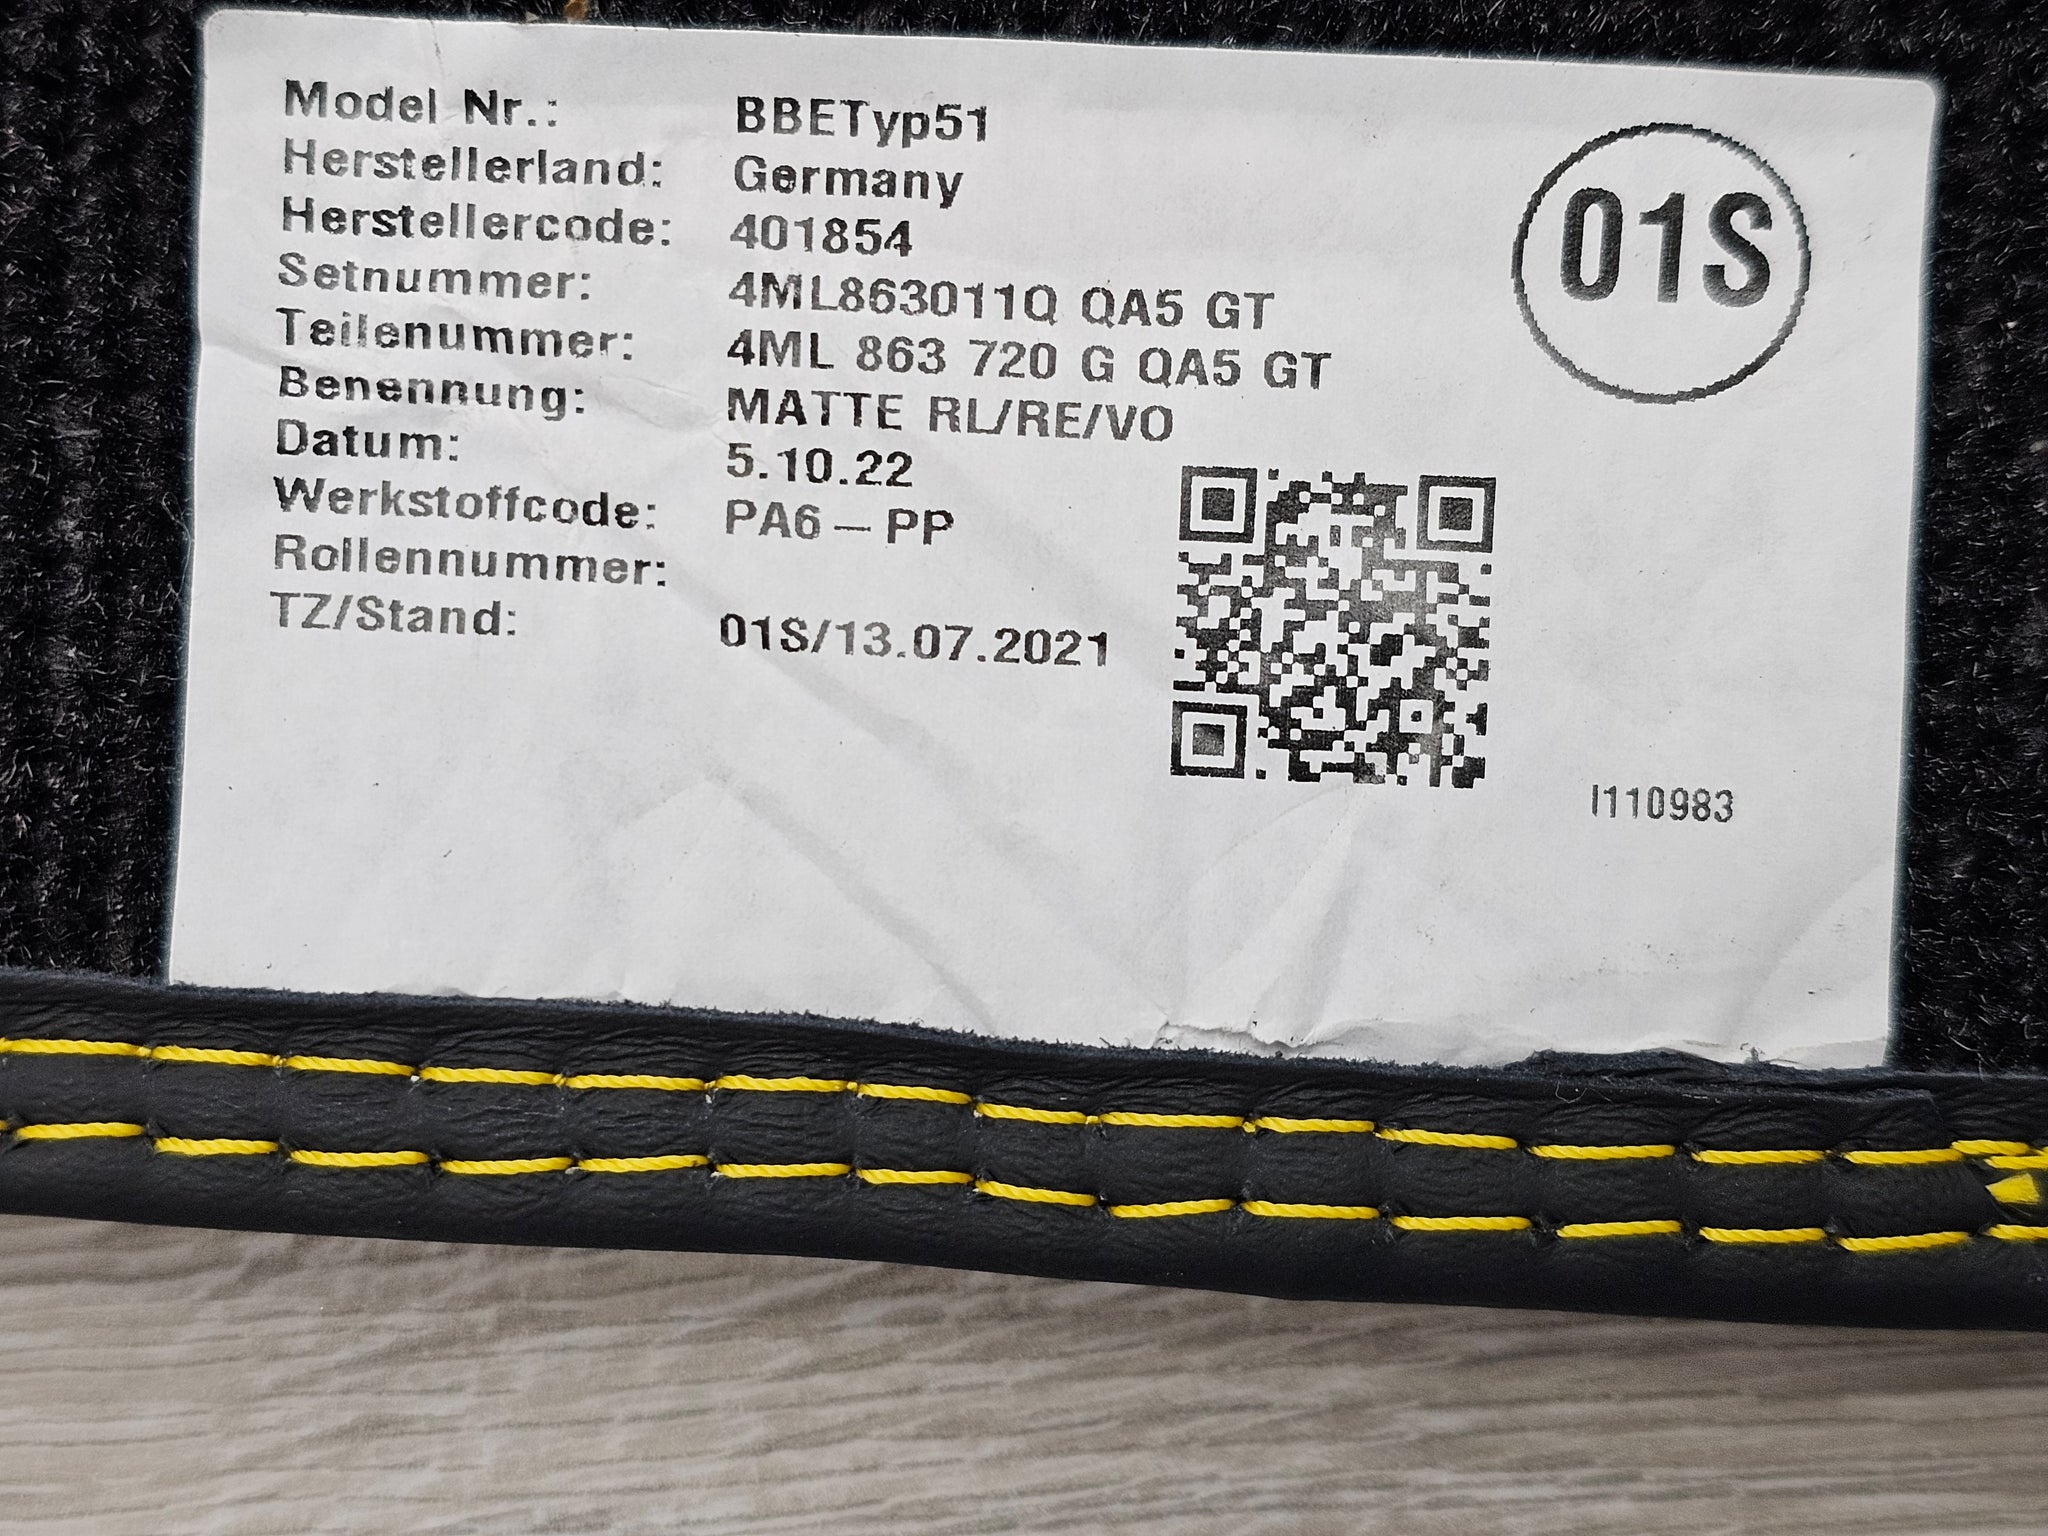 Model Nr.: BBETyp51
Herstellerland: Germany
Herstellercode: 401854
Setnummer: 4ML863011Q QA5 GT
Teilenummer: 4ML 863 720 G QA5 GT
Benennung: MATTE RL/RE/VO
Datum: 5.10.22
Werkstoffcode: PA6 – PP
Rollennummer:
TZ/Stand: 01S/13.07.2021
01S
I110983